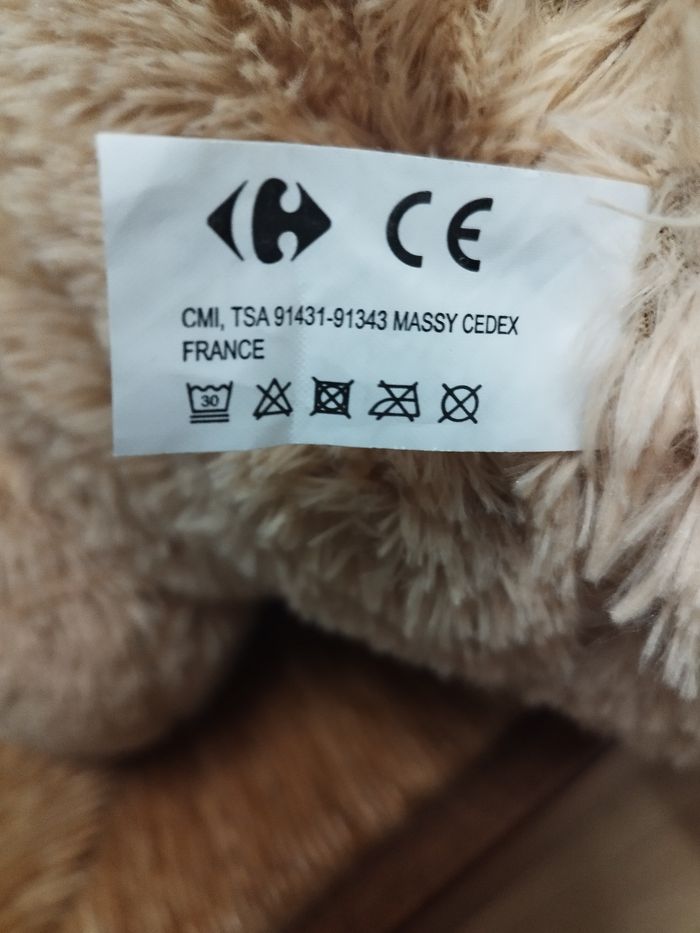 CE
CMI, TSA 91431-91343 MASSY CEDEX
FRANCE
30